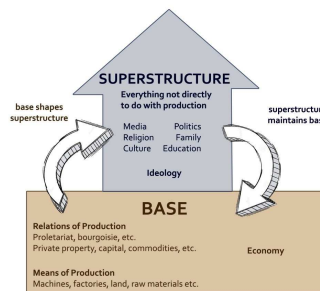 SUPERSTRUCTURE
Everything not directly
to do with production
Media Politics
Religion Family
Culture Education
Ideology
base shapes
superstructure
superstructur
maintains bas
BASE
Relations of Production
Proletariat, bourgoisie, etc.
Private property, capital, commodities, etc.
Economy
Means of Production
Machines, factories, land, raw materials etc.